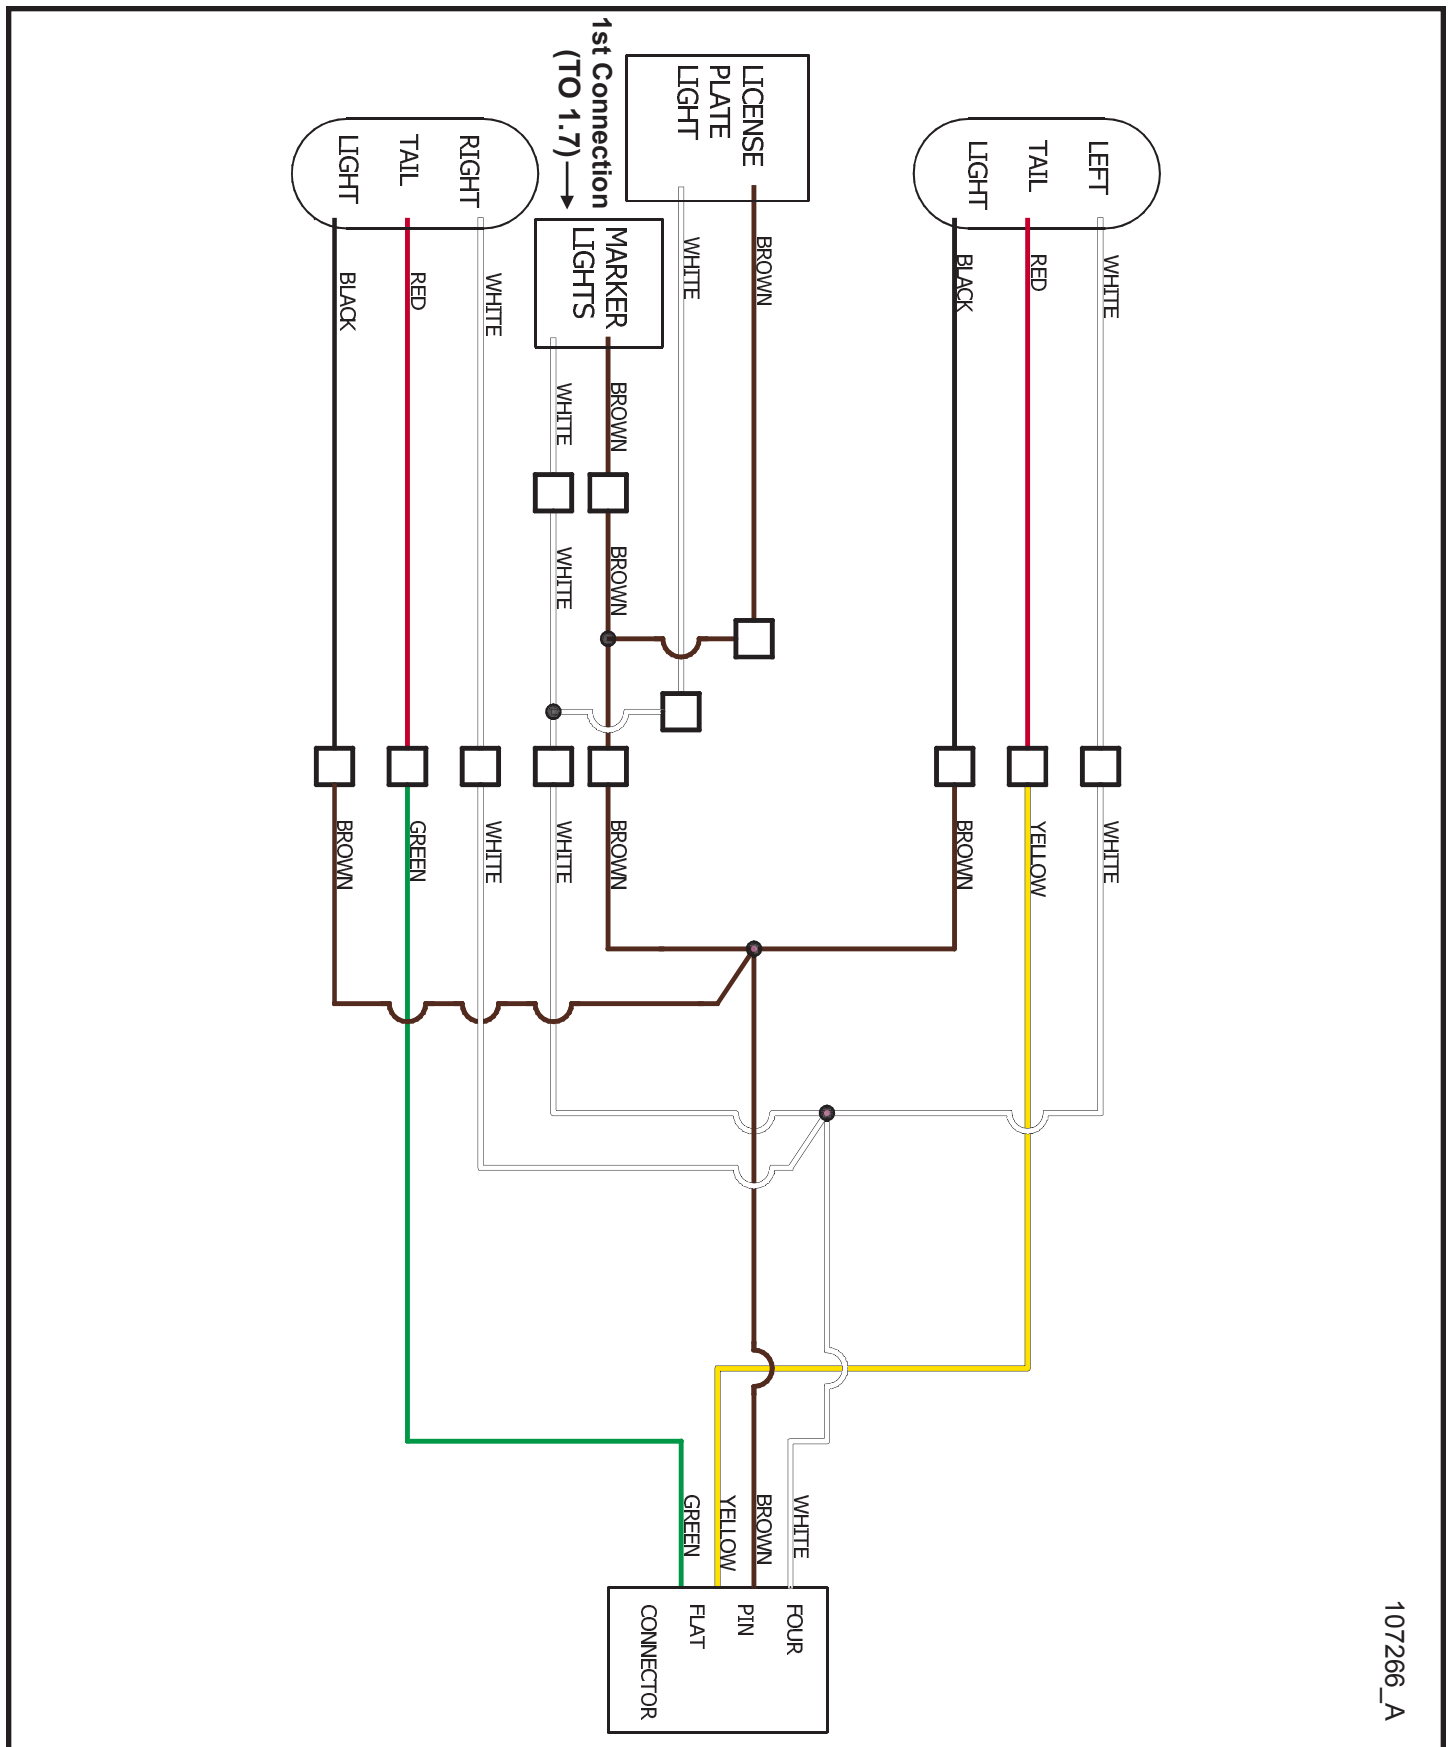 1st Connection
(TO 1.7)
LICENSE
PLATE
LIGHT
LEFT
TAIL
LIGHT
RIGHT
TAIL
LIGHT
MARKER
LIGHTS
WHITE
RED
BLACK
BROWN
WHITE
WHITE
RED
BLACK
BROWN
WHITE
BROWN
WHITE
WHITE
YELLOW
BROWN
BROWN
WHITE
WHITE
GREEN
BROWN
WHITE
BROWN
YELLOW
GREEN
FOUR
PIN
FLAT
CONNECTOR
107266_A